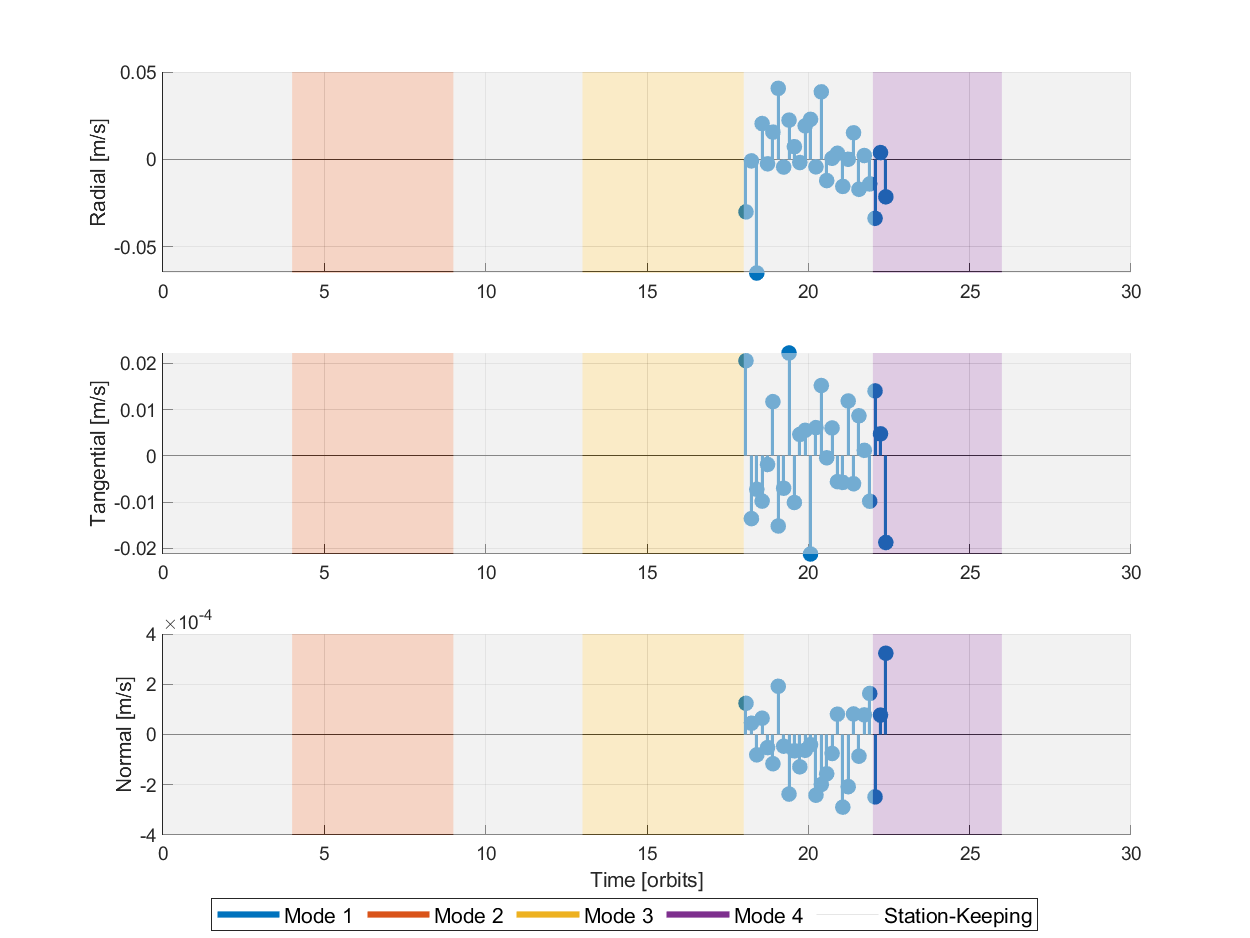 0.05
0
-0.05
Radial [m/s]
0 5 10 15 20 25 30
0.02
0.01
0
-0.01
-0.02
Tangential [m/s]
0 5 10 15 20 25 30
×10-4
4
2
0
-2
-4
Normal [m/s]
0 5 10 15 20 25 30
Time [orbits]
Mode 1 Mode 2 Mode 3 Mode 4 Station-Keeping